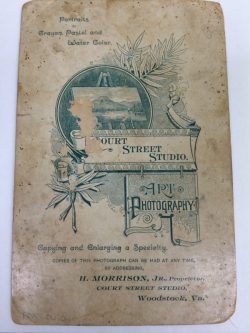 Portraits
in
Crayon Pastel and
Water Color.
COURT
STREET
STUDIO.
ART
PHOTOGRAPHY
Copying and Enlarging a Specialty.
COPIES OF THIS PHOTOGRAPH CAN BE HAD AT ANY TIME,
BY ADDRESSING,
H. MORRISON, Jr., Proprietor,
COURT STREET STUDIO,
Woodstock, Va.